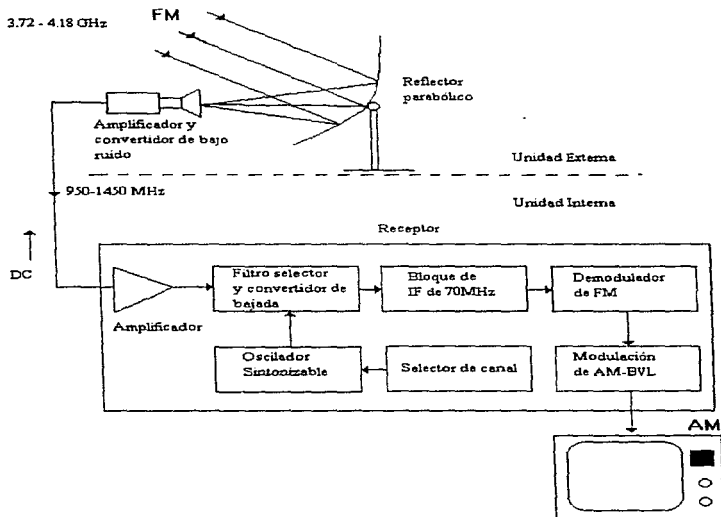 3.72 - 4.18 GHz
FM
Reflector
parabólico
Amplificador y
convertidor de bajo
ruido
Unidad Externa
950-1450 MHz
Unidad Interna
Receptor
DC
Amplificador
Filtro selector
y convertidor de
bajada
Bloque de
IF de 70MHz
Demodulador
de FM
Oscilador
Sintonizable
Selector de canal
Modulación
de AM-BVL
AM